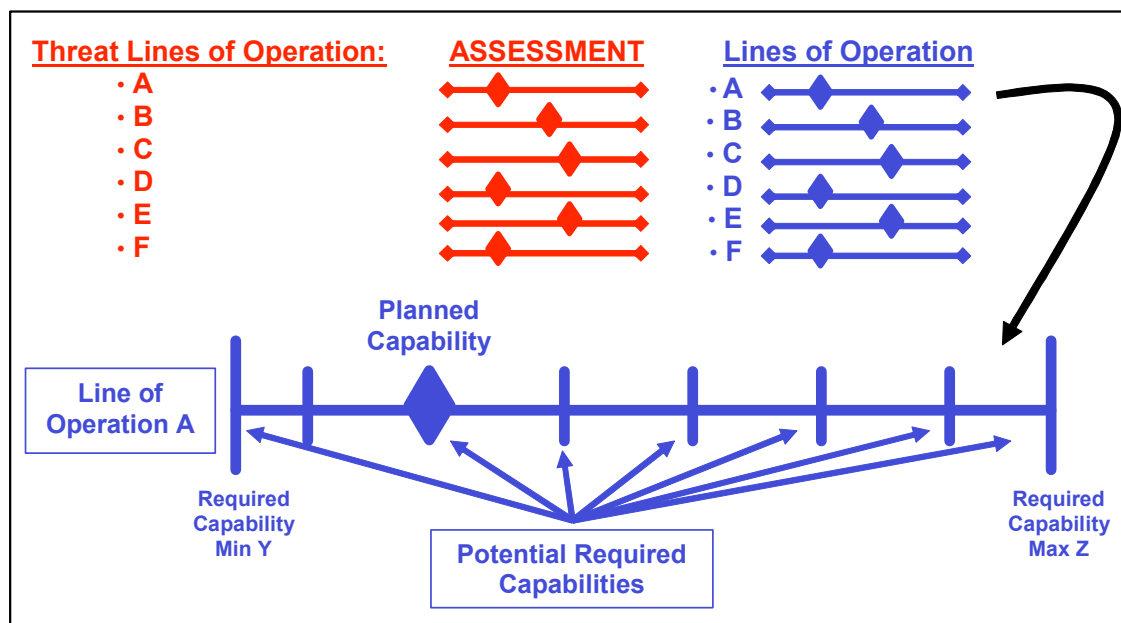 Threat Lines of Operation:
· A
· B
· C
· D
· E
· F
ASSESSMENT
Lines of Operation
· A
· B
· C
· D
· E
· F
Planned
Capability
Line of
Operation A
Required
Capability
Min Y
Potential Required
Capabilities
Required
Capability
Max Z